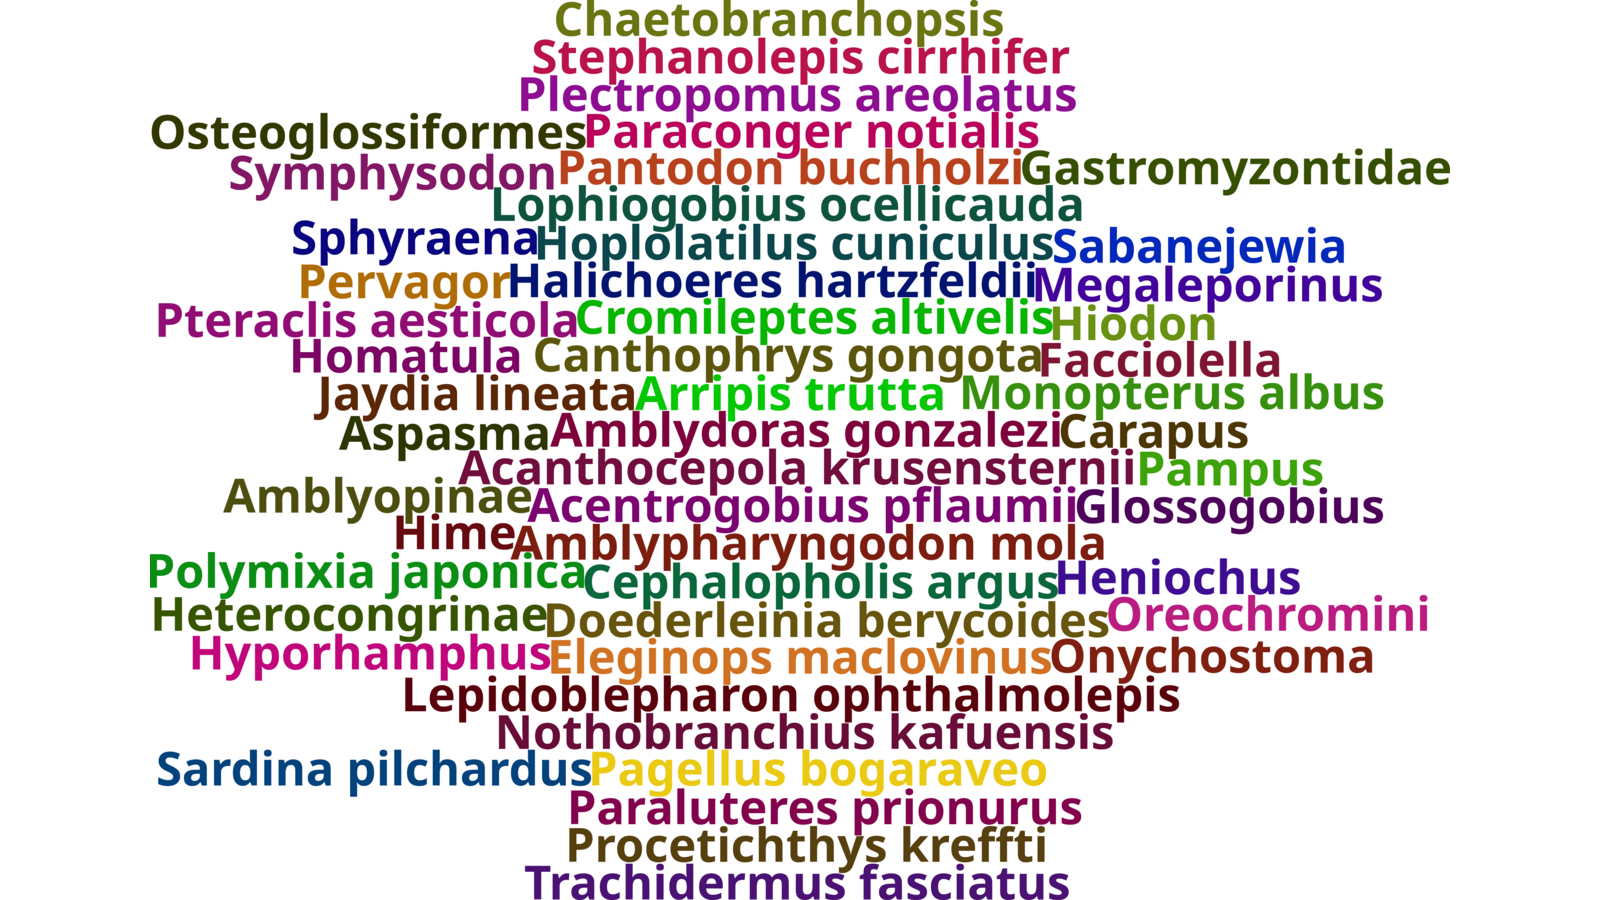 Chaetobranchopsis
Stephanolepis cirrhifer
Plectropomus areolatus
Osteoglossiformes Paraconger notialis
Symphysodon Pantodon buchholzi Gastromyzontidae
Lophiogobius ocellicauda
Sphyraena Hoplolatilus cuniculus Sabanejewia
Pervagor Halichoeres hartzfeldii Megaleporinus
Pteraclis aesticola Cromileptes altivelis Hiodon
Homatula Canthophrys gongota Facciolella
Jaydia lineata Arripis trutta Monopterus albus
Aspasma Amblydoras gonzalezi Carapus
Acanthocepola krusensternii Pampus
Amblyopinae Acentrogobius pflaumii Glossogobius
Hime Amblypharyngodon mola
Polymixia japonica Cephalopholis argus Heniochus
Heterocongrinae Doederleinia berycoides Oreochromini
Hyporhamphus Eleginops maclovinus Onychostoma
Lepidoblepharon ophthalmolepis
Nothobranchius kafuensis
Sardina pilchardus Pagellus bogaraveo
Paraluteres prionurus
Procetichthys kreffti
Trachidermus fasciatus